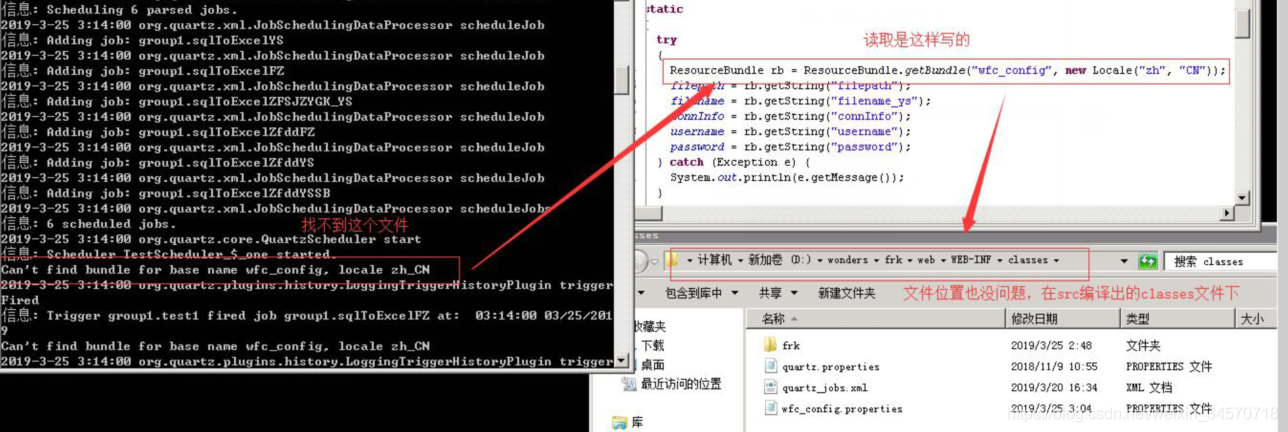 信息: Scheduling 6 parsed jobs.
2019-3-25 3:14:00 org.quartz.xml.JobSchedulingDataProcessor scheduleJob
信息: Adding job: group1.sqlToExcelYS
2019-3-25 3:14:00 org.quartz.xml.JobSchedulingDataProcessor scheduleJob
信息: Adding job: group1.sqlToExcelFZ
2019-3-25 3:14:00 org.quartz.xml.JobSchedulingDataProcessor scheduleJob
信息: Adding job: group1.sqlToExcelZFSJZYGK_YS
2019-3-25 3:14:00 org.quartz.xml.JobSchedulingDataProcessor scheduleJob
信息: Adding job: group1.sqlToExcelZfddFZ
2019-3-25 3:14:00 org.quartz.xml.JobSchedulingDataProcessor scheduleJob
信息: Adding job: group1.sqlToExcelZfddYS
2019-3-25 3:14:00 org.quartz.xml.JobSchedulingDataProcessor scheduleJob
信息: Adding job: group1.sqlToExcelZfddYSSB
2019-3-25 3:14:00 org.quartz.xml.JobSchedulingDataProcessor scheduleJobs
信息: 6 scheduled jobs.
找不到这个文件
2019-3-25 3:14:00 org.quartz.core.QuartzScheduler start
信息: Scheduler TestScheduler_$_one started.
Can't find bundle for base name wfc_config, locale zh_CN
2019-3-25 3:14:00 org.quartz.plugins.history.LoggingTriggerHistoryPlugin trigger
Fired
信息: Trigger group1.test1 fired job group1.sqlToExcelFZ at:  03:14:00 03/25/201
9
Can't find bundle for base name wfc_config, locale zh_CN
2019-3-25 3:14:00 org.quartz.plugins.history.LoggingTriggerHistoryPlugin trigger
static
读取是这样写的
try
{
ResourceBundle rb = ResourceBundle.getBundle("wfc_config", new Locale("zh", "CN"));
filepath = rb.getString("filepath");
filename = rb.getString("filename_ys");
connInfo = rb.getString("connInfo");
username = rb.getString("username");
password = rb.getString("password");
} catch (Exception e) {
System.out.println(e.getMessage());
}
sses
计算机 新加卷 (D:) wonders frk web WEB-INF classes
搜索 classes
包含到库中 共享 新建文件夹
文件位置也没问题，在src编译出的classes文件下
名称 修改日期 类型 大小
收藏夹
下载
桌面
最近访问的位置
库
frk 2019/3/25 2:48 文件夹
quartz.properties 2018/11/9 10:55 PROPERTIES 文件
quartz_jobs.xml 2019/3/20 16:34 XML 文档
wfc_config.properties 2019/3/25 3:04 PROPERTIES 文件
https://blog.csdn.net/weixin_34570718